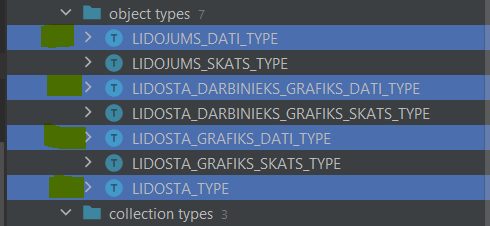 object types 7
T LIDOJUMS_DATI_TYPE
T LIDOJUMS_SKATS_TYPE
T LIDOSTA_DARBINIEKS_GRAFIKS_DATI_TYPE
T LIDOSTA_DARBINIEKS_GRAFIKS_SKATS_TYPE
T LIDOSTA_GRAFIKS_DATI_TYPE
T LIDOSTA_GRAFIKS_SKATS_TYPE
T LIDOSTA_TYPE
collection types 3